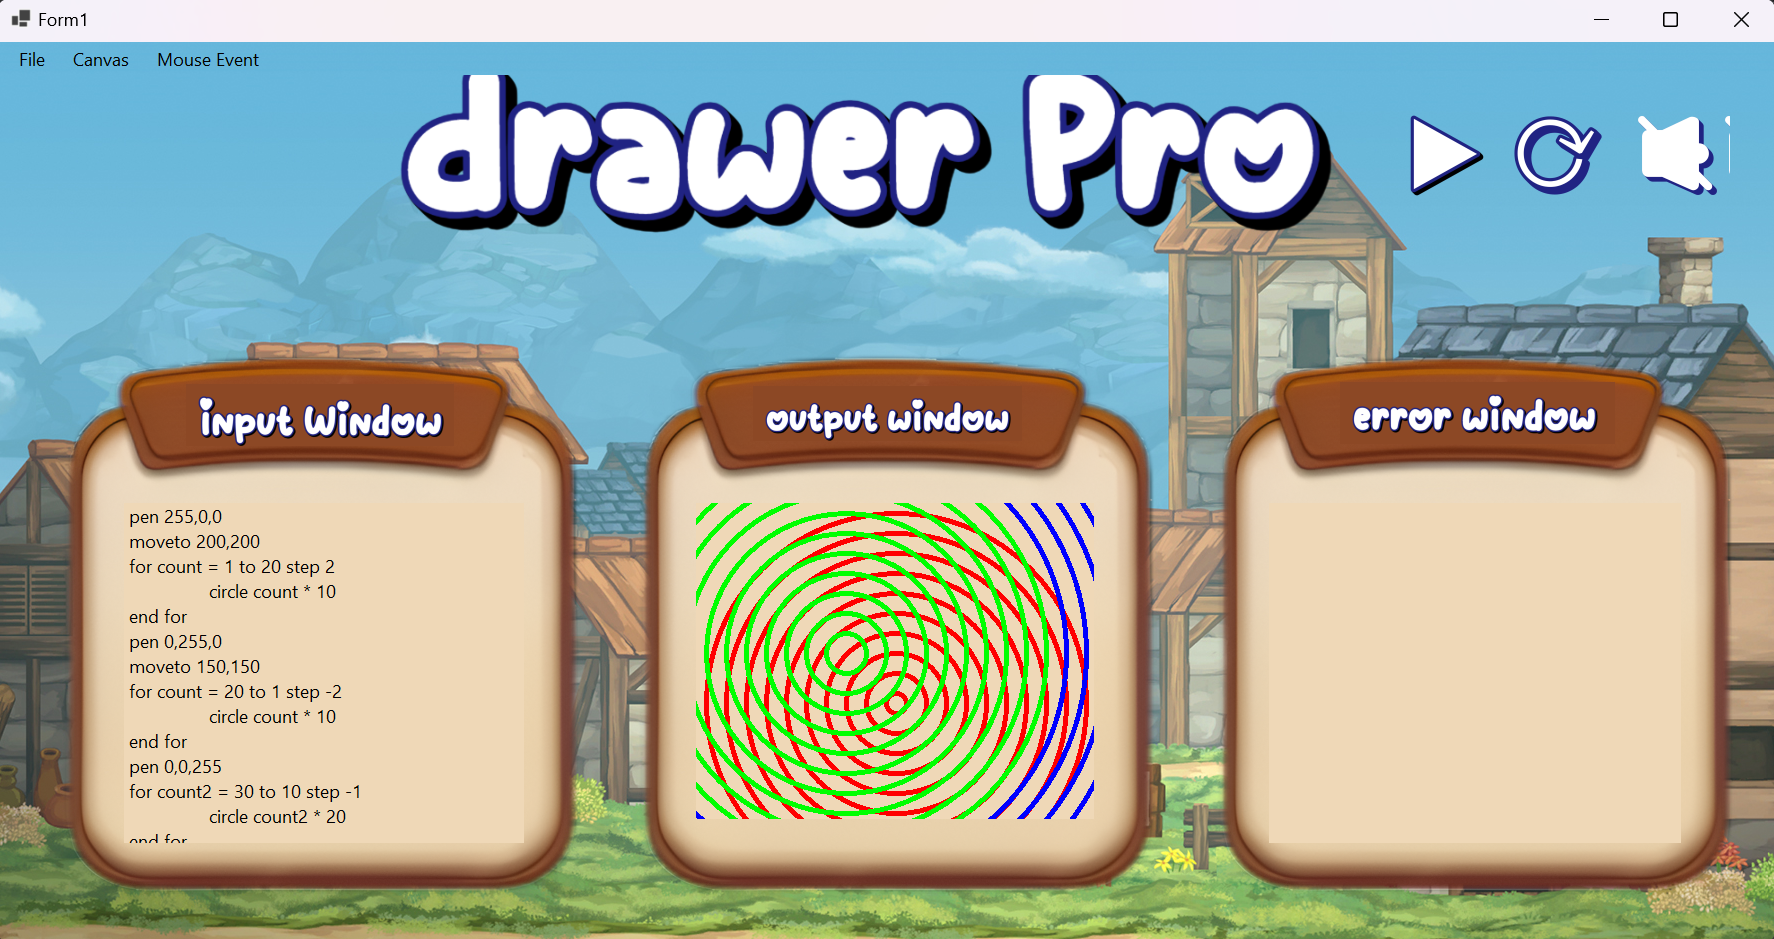 Form1
File Canvas Mouse Event
drawer Pro
input Window
output window
error window
pen 255,0,0
moveto 200,200
for count = 1 to 20 step 2
circle count * 10
end for
pen 0,255,0
moveto 150,150
for count = 20 to 1 step -2
circle count * 10
end for
pen 0,0,255
for count2 = 30 to 10 step -1
circle count2 * 20
end for